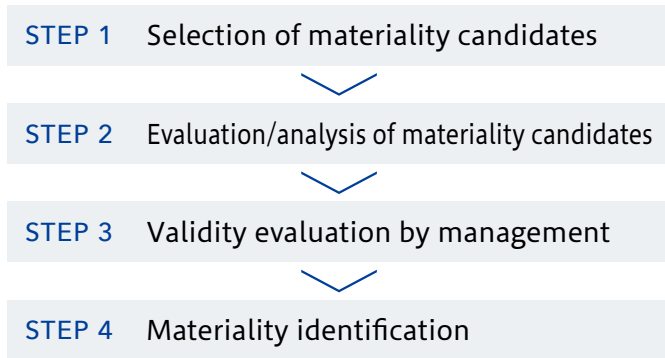 STEP 1 Selection of materiality candidates
STEP 2 Evaluation/analysis of materiality candidates
STEP 3 Validity evaluation by management
STEP 4 Materiality identification